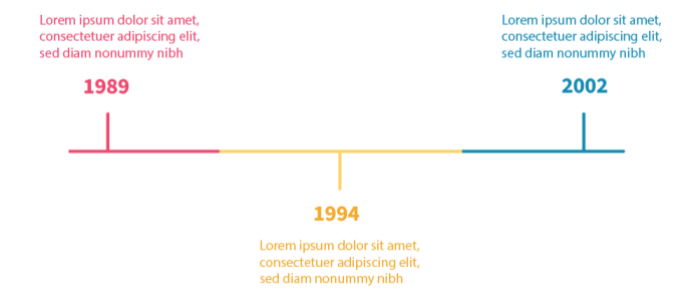 Lorem ipsum dolor sit amet,
consectetuer adipiscing elit,
sed diam nonummy nibh
1989
Lorem ipsum dolor sit amet,
consectetuer adipiscing elit,
sed diam nonummy nibh
2002
1994
Lorem ipsum dolor sit amet,
consectetuer adipiscing elit,
sed diam nonummy nibh